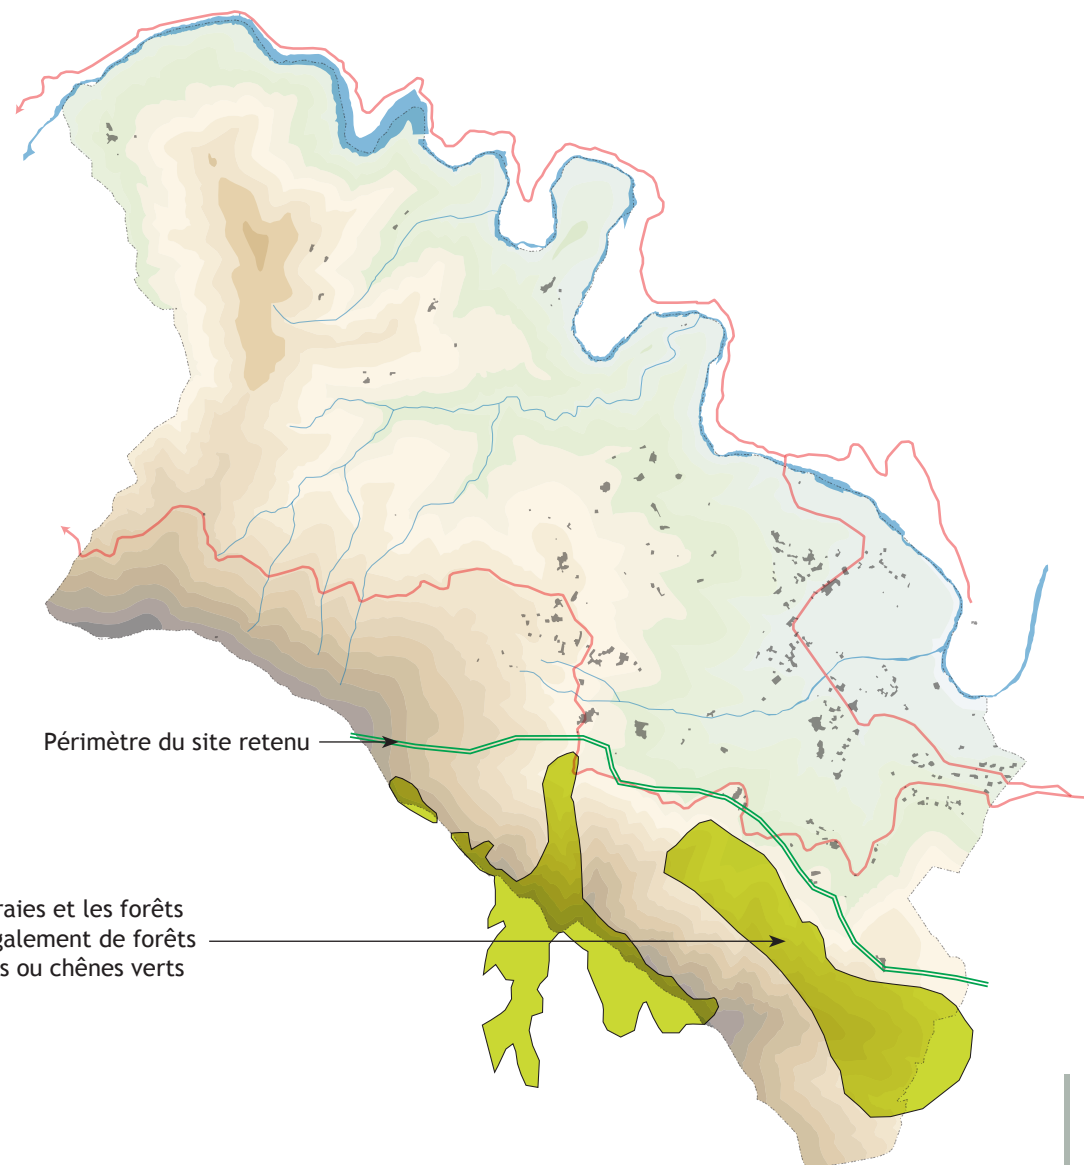 Périmètre du site retenu
raies et les forêts
galement de forêts
s ou chênes verts